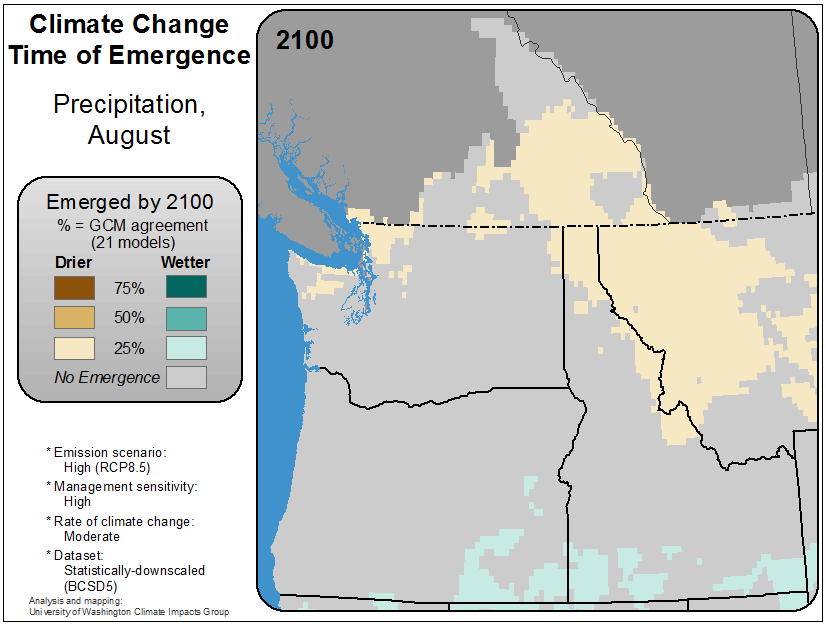 Climate Change
Time of Emergence
Precipitation,
August
2100
Emerged by 2100
% = GCM agreement
(21 models)
Drier Wetter
75%
50%
25%
No Emergence
* Emission scenario:
High (RCP8.5)
* Management sensitivity:
High
* Rate of climate change:
Moderate
* Dataset:
Statistically-downscaled
(BCSD5)
Analysis and mapping:
University of Washington Climate Impacts Group